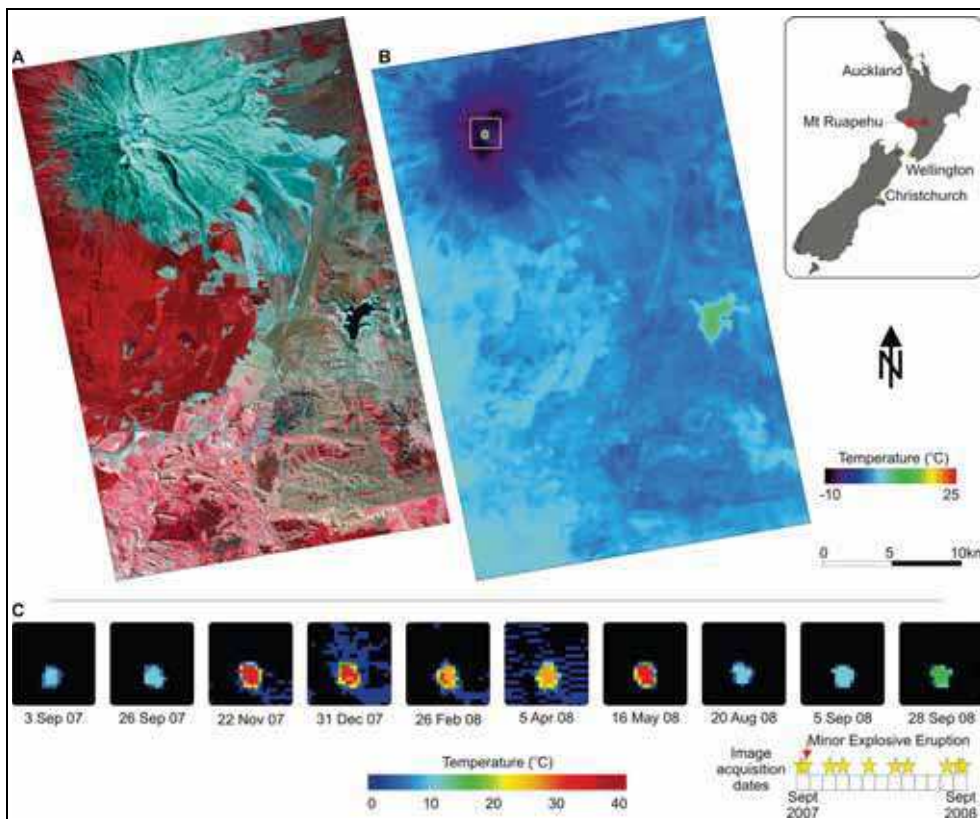 A
B
Auckland
Mt Ruapehu
Wellington
Christchurch
N
Temperature (°C)
-10 25
0 5 10km
C
3 Sep 07 26 Sep 07 22 Nov 07 31 Dec 07 26 Feb 08 5 Apr 08 16 May 08 20 Aug 08 5 Sep 08 28 Sep 08
Temperature (°C)
0 10 20 30 40
Minor Explosive Eruption
Image
acquisition
dates
Sept Sept
2007 2008